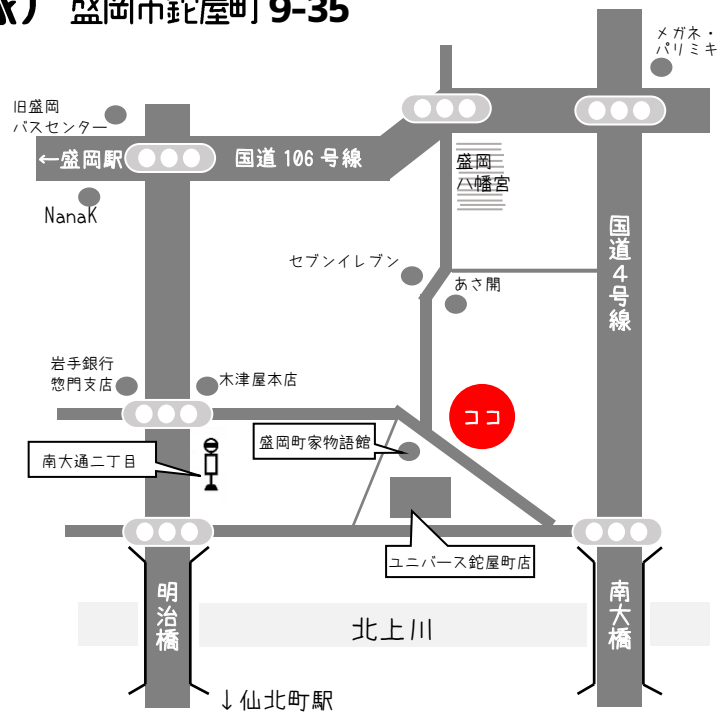 盛岡市鉈屋町 9-35
メガネ・
パリミキ
旧盛岡
バスセンター
←盛岡駅
国道 106 号線
盛岡
八幡宮
NanaK
国道4号線
セブンイレブン
あさ開
岩手銀行
惣門支店
木津屋本店
ココ
盛岡町家物語館
南大通二丁目
ユニバース鉈屋町店
明治橋
南大橋
北上川
↓仙北町駅